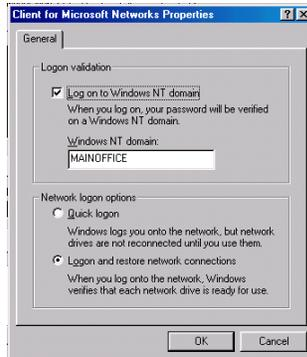 Client for Microsoft Networks Properties
General
Logon validation
Log on to Windows NT domain
When you log on, your password will be verified
on a Windows NT domain.
Windows NT domain:
MAINOFFICE
Network logon options
Quick logon
Windows logs you onto the network, but network
drives are not reconnected until you use them.
Logon and restore network connections
When you log onto the network, Windows
verifies that each network drive is ready for use.
OK
Cancel